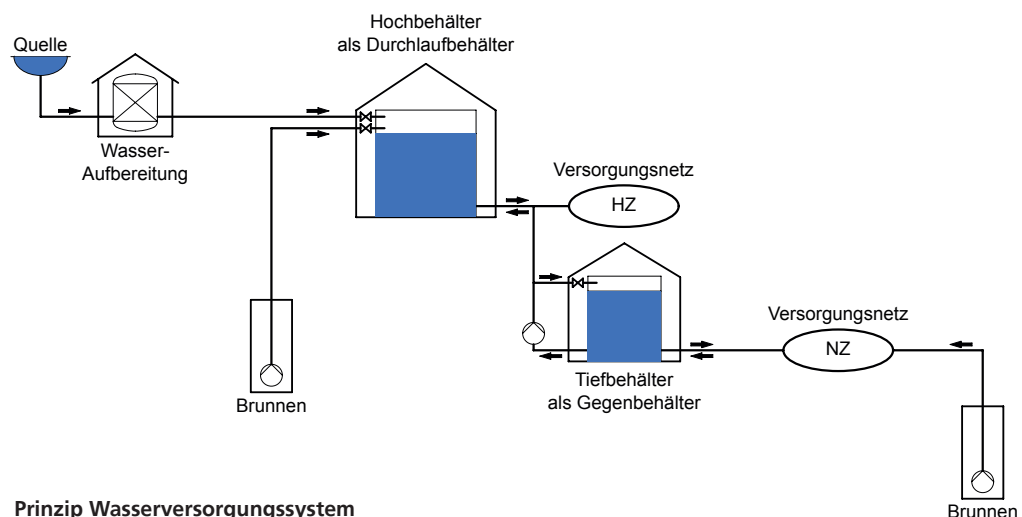 Hochbehälter
als Durchlaufbehälter
Quelle
Wasser-
Aufbereitung
Versorgungsnetz
HZ
Versorgungsnetz
NZ
Tiefbehälter
als Gegenbehälter
Brunnen
Brunnen
Prinzip Wasserversorgungssystem